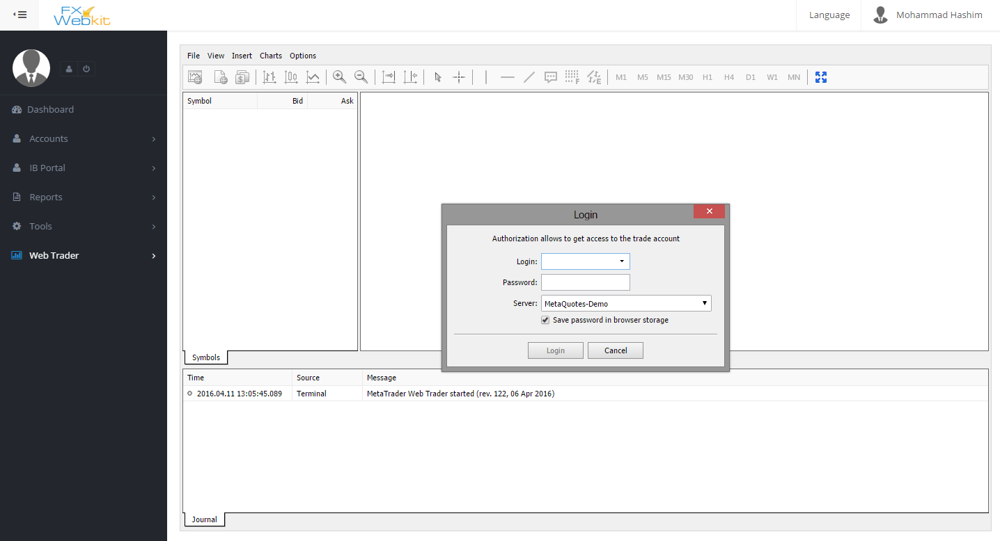 FX
Webkit
Language
Mohammad Hashim
Dashboard
Accounts
IB Portal
Reports
Tools
Web Trader
File View Insert Charts Options
F E M1 M5 M15 M30 H1 H4 D1 W1 MN
Symbol Bid Ask
Symbols
Login
Authorization allows to get access to the trade account
Login:
Password:
Server: MetaQuotes-Demo
Save password in browser storage
Login Cancel
Time Source Message
2016.04.11 13:05:45.089 Terminal MetaTrader Web Trader started (rev. 122, 06 Apr 2016)
Journal